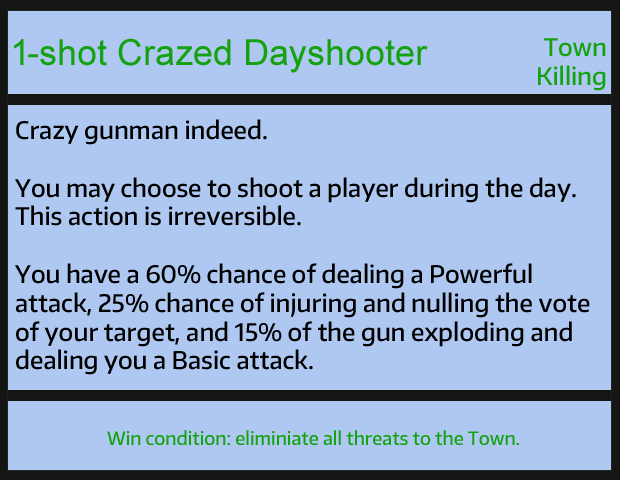 1-shot Crazed Dayshooter
Town
Killing
Crazy gunman indeed.
You may choose to shoot a player during the day.
This action is irreversible.
You have a 60% chance of dealing a Powerful
attack, 25% chance of injuring and nulling the vote
of your target, and 15% of the gun exploding and
dealing you a Basic attack.
Win condition: eliminiate all threats to the Town.